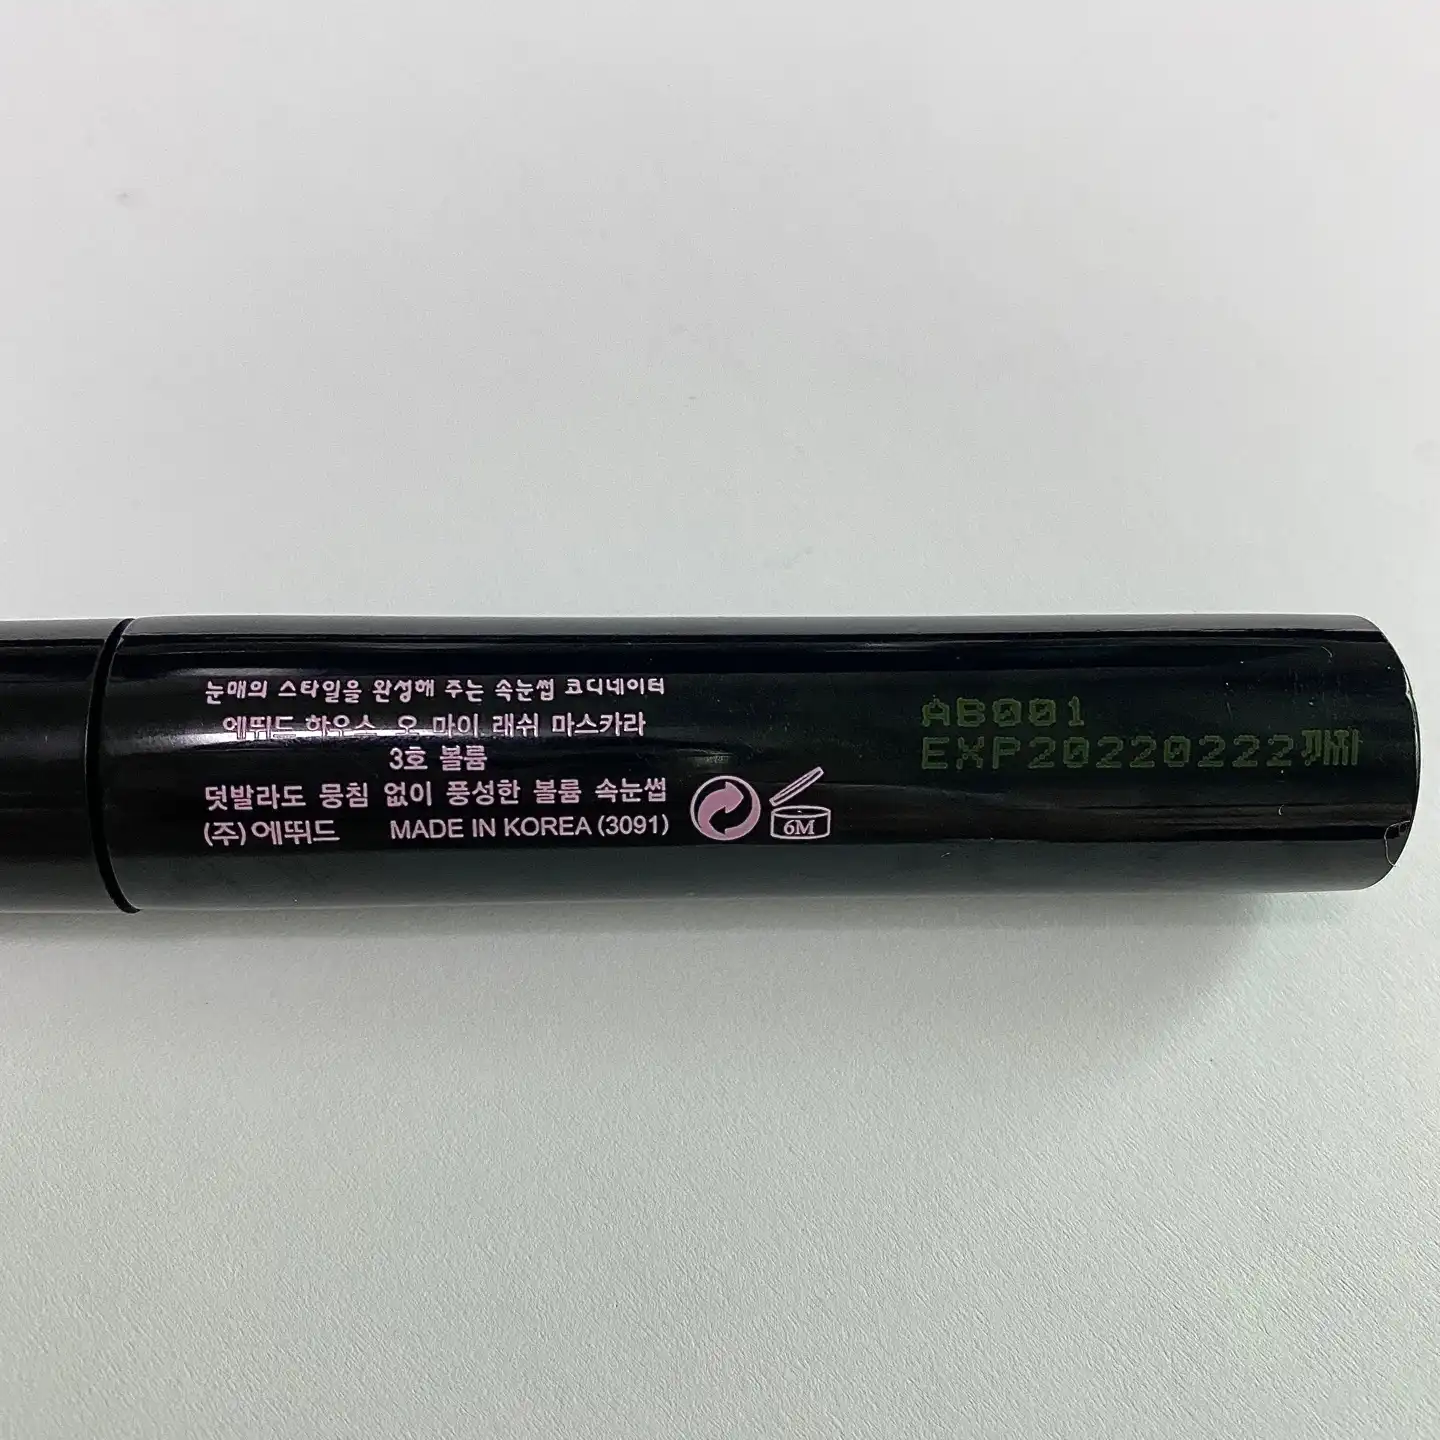 눈매의 스타일을 완성해 주는 속눈썹 코디네이터
에뛰드 하우스 오 마이 래쉬 마스카라
3호 볼륨
덧발라도 뭉침 없이 풍성한 볼륨 속눈썹
(주)에뛰드 MADE IN KOREA (3091)
6M
AB001
EXP20220222까지